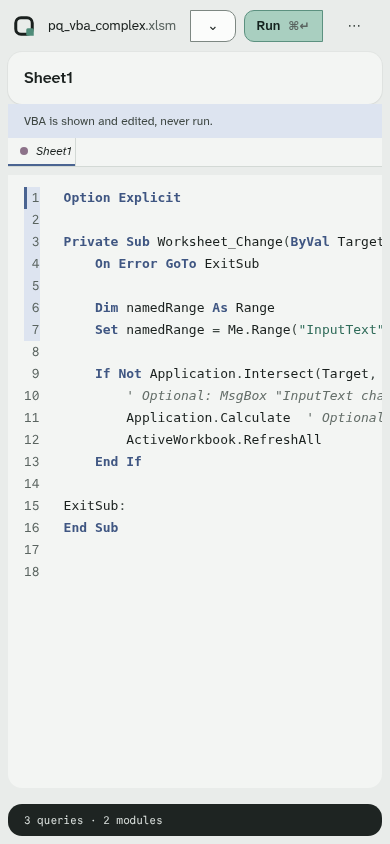 pq_vba_complex.xlsm
Run ⌘↵
⋯
Sheet1
VBA is shown and edited, never run.
Sheet1
1 Option Explicit
2
3 Private Sub Worksheet_Change(ByVal Target
4 On Error GoTo ExitSub
5
6 Dim namedRange As Range
7 Set namedRange = Me.Range("InputText"
8
9 If Not Application.Intersect(Target,
10 ' Optional: MsgBox "InputText cha
11 Application.Calculate ' Optional
12 ActiveWorkbook.RefreshAll
13 End If
14
15 ExitSub:
16 End Sub
17
18
3 queries · 2 modules